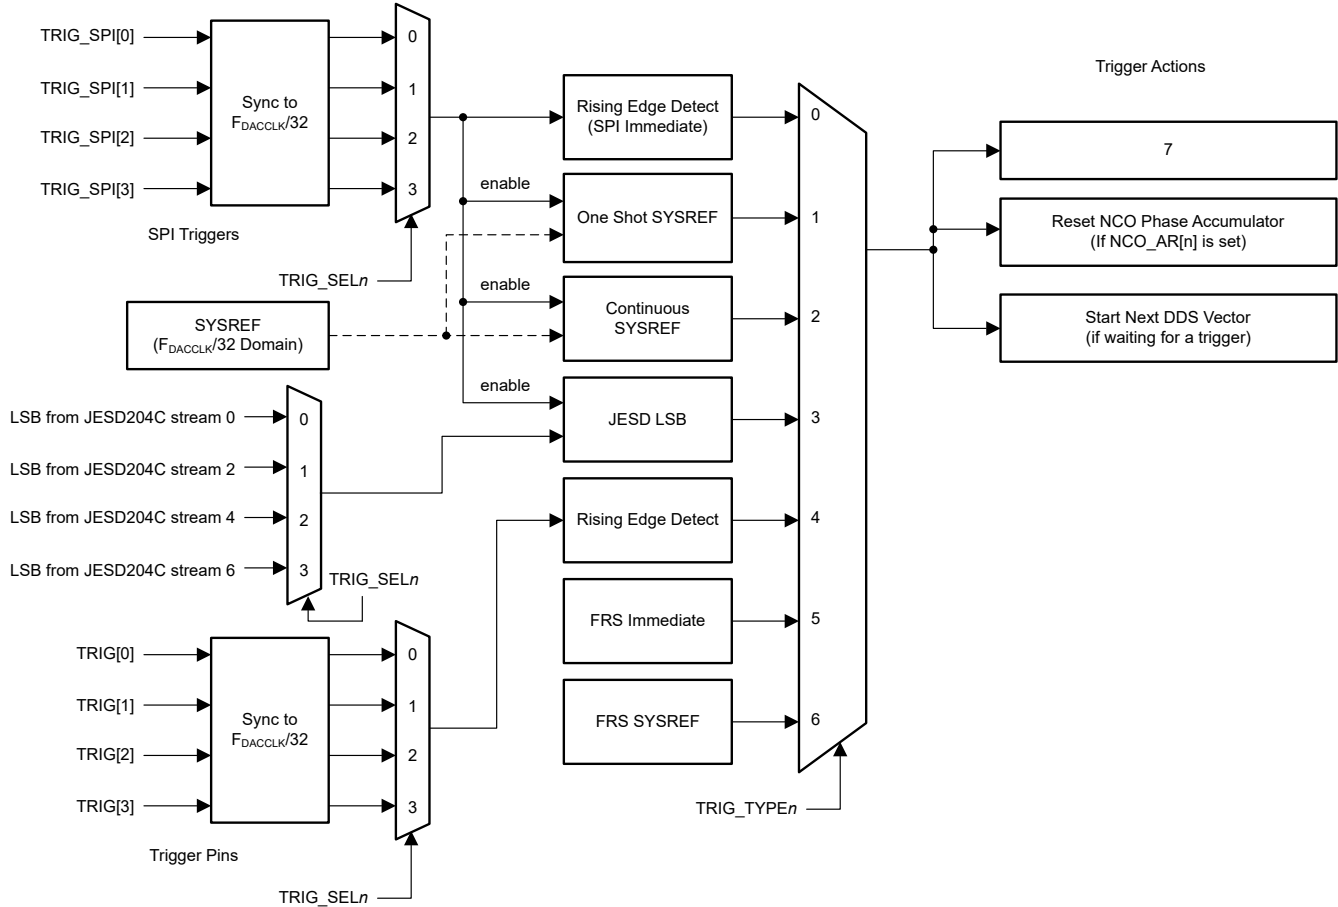 TRIG_SPI[0]
TRIG_SPI[1]
TRIG_SPI[2]
TRIG_SPI[3]
Sync to
FDACCLK/32
0
1
2
3
SPI Triggers
TRIG_SELn
SYSREF
(FDACCLK/32 Domain)
LSB from JESD204C stream 0
LSB from JESD204C stream 2
LSB from JESD204C stream 4
LSB from JESD204C stream 6
0
1
2
3
TRIG_SELn
TRIG[0]
TRIG[1]
TRIG[2]
TRIG[3]
Sync to
FDACCLK/32
0
1
2
3
Trigger Pins
TRIG_SELn
Rising Edge Detect
(SPI Immediate)
enable
One Shot SYSREF
enable
Continuous
SYSREF
enable
JESD LSB
Rising Edge Detect
FRS Immediate
FRS SYSREF
0
1
2
3
4
5
6
TRIG_TYPEn
Trigger Actions
7
Reset NCO Phase Accumulator
(If NCO_AR[n] is set)
Start Next DDS Vector
(if waiting for a trigger)